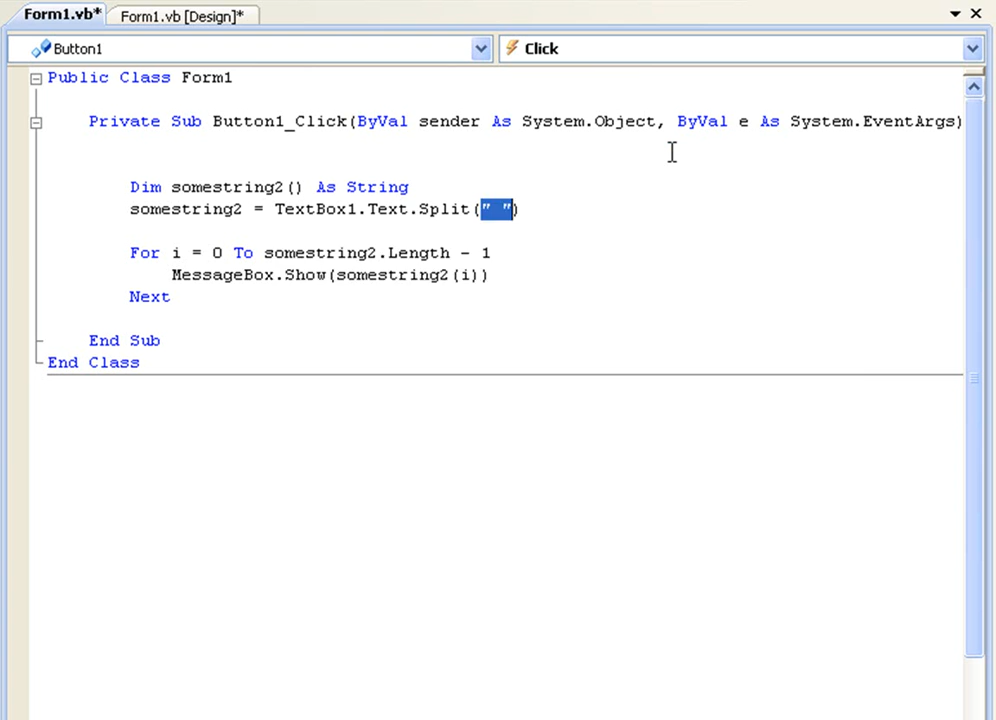 Form1.vb* Form1.vb [Design]*
Button1 Click
Public Class Form1
Private Sub Button1_Click(ByVal sender As System.Object, ByVal e As System.EventArgs)
Dim somestring2() As String
somestring2 = TextBox1.Text.Split(" ")
For i = 0 To somestring2.Length - 1
MessageBox.Show(somestring2(i))
Next
End Sub
End Class